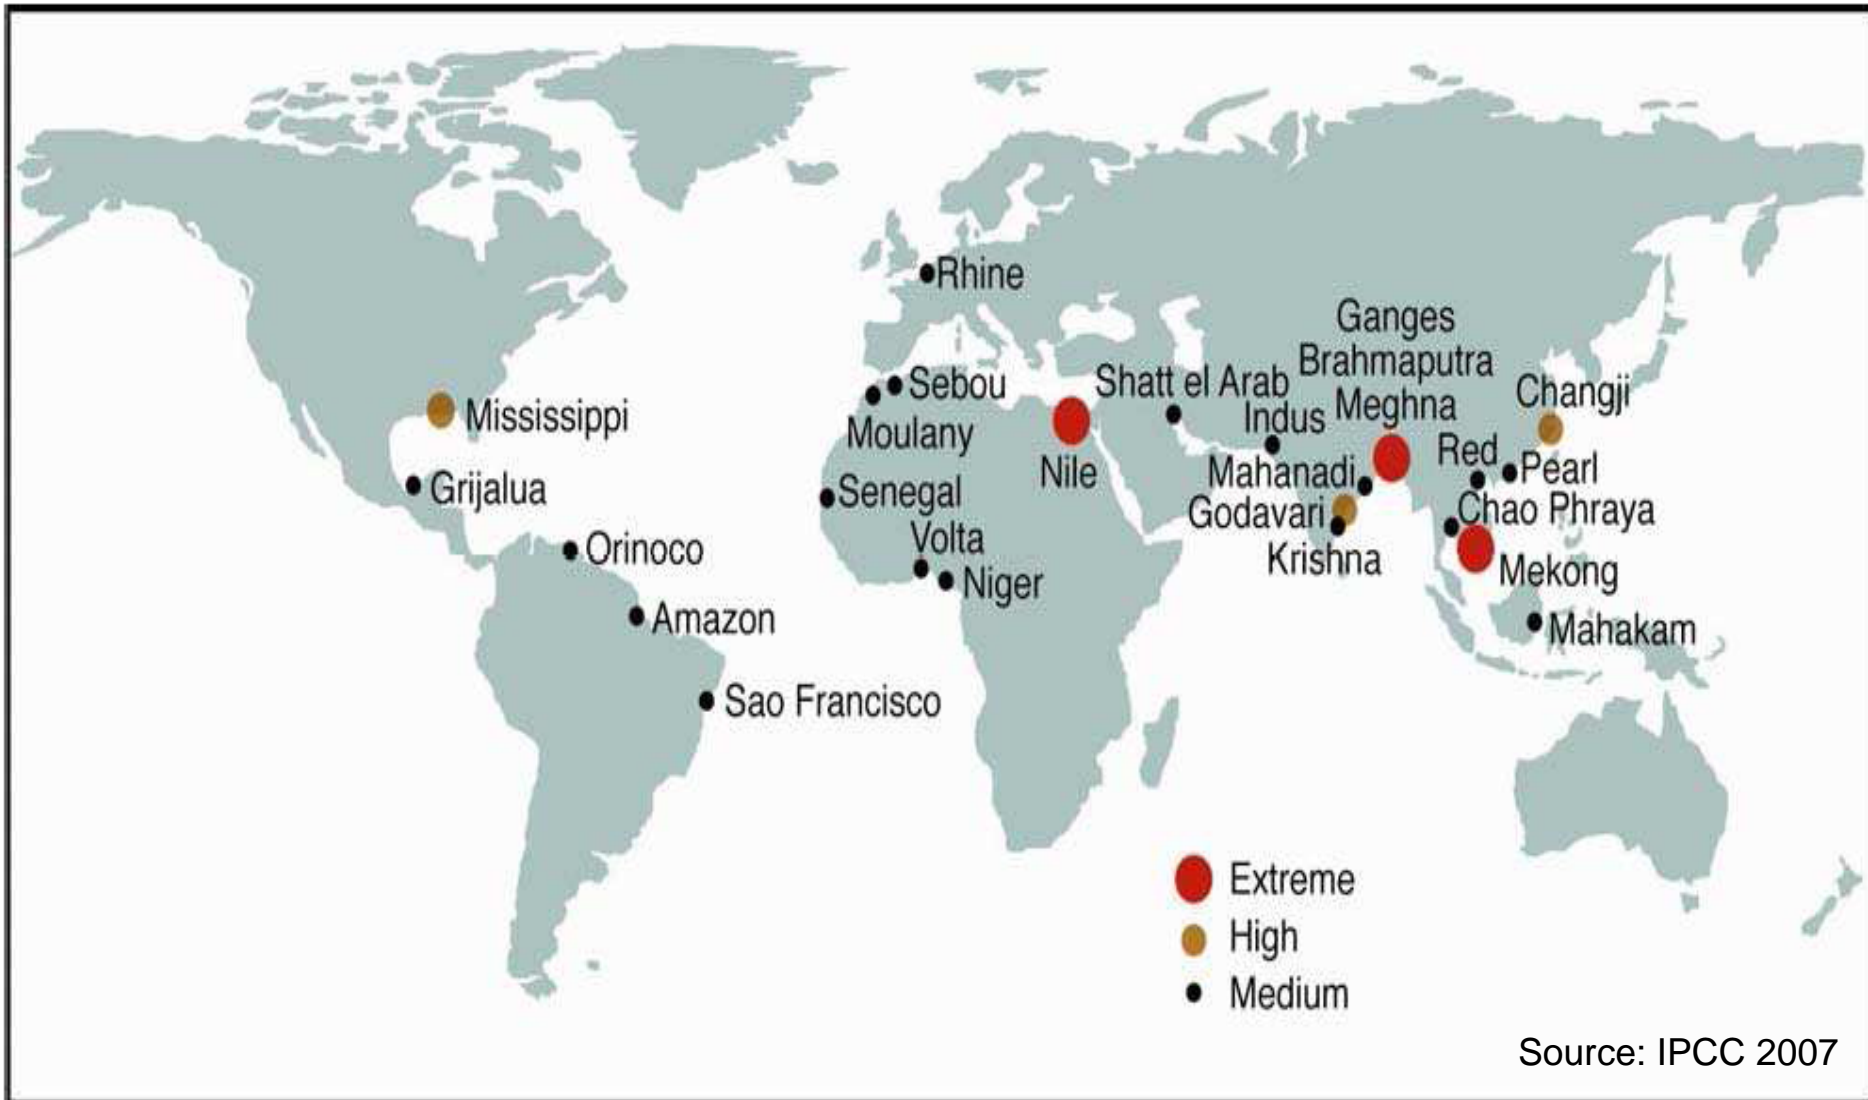 Rhine
Ganges
Brahmaputra
Meghna
Shatt el Arab
Sebou
Changji
Indus
Mississippi
Moulany
Red
Nile
Mahanadi
Pearl
Grijalua
Senegal
Godavari
Chao Phraya
Volta
Orinoco
Krishna
Mekong
Niger
Amazon
Mahakam
Sao Francisco
Extreme
High
Medium
Source: IPCC 2007